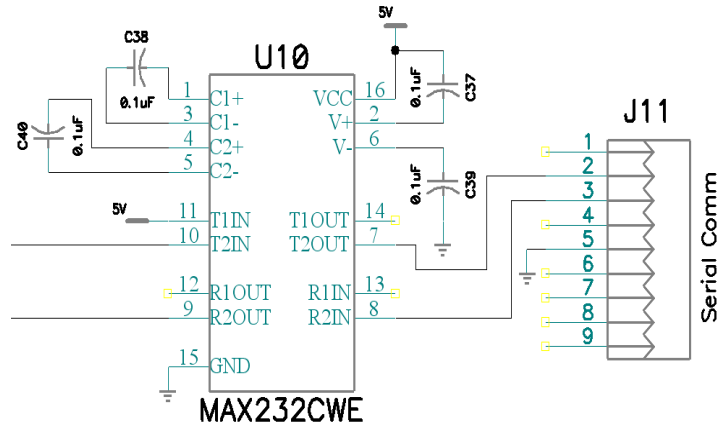 5V
C38
U10
0.1uF
C37
0.1uF
C40
0.1uF
1 C1+ VCC 16
3 C1- V+ 2
4 C2+ V- 6
5 C2-
0.1uF
C39
5V
11 T1IN T1OUT 14
10 T2IN T2OUT 7
12 R1OUT R1IN 13
9 R2OUT R2IN 8
15 GND
MAX232CWE
J11
1
2
3
4
5
6
7
8
9
Serial Comm